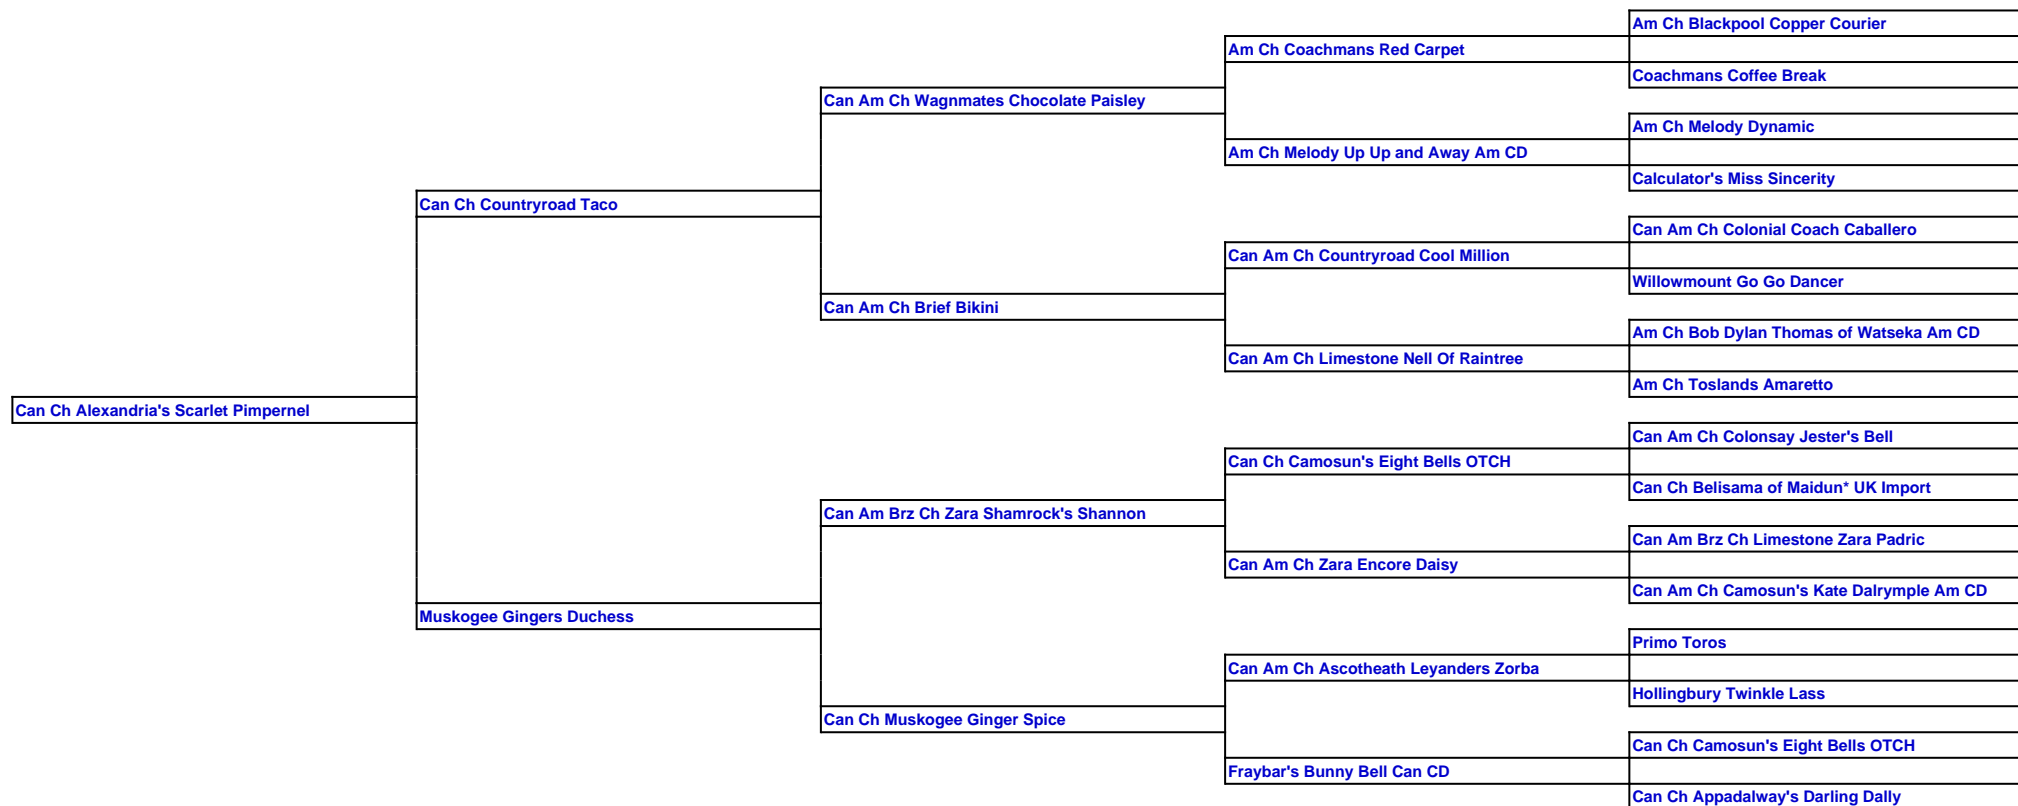 Am Ch Blackpool Copper Courier
Am Ch Coachmans Red Carpet
Coachmans Coffee Break
Can Am Ch Wagnmates Chocolate Paisley
Am Ch Melody Dynamic
Am Ch Melody Up Up and Away Am CD
Calculator's Miss Sincerity
Can Ch Countryroad Taco
Can Am Ch Colonial Coach Caballero
Can Am Ch Countryroad Cool Million
Willowmount Go Go Dancer
Can Am Ch Brief Bikini
Am Ch Bob Dylan Thomas of Watseka Am CD
Can Am Ch Limestone Nell Of Raintree
Am Ch Toslands Amaretto
Can Ch Alexandria's Scarlet Pimpernel
Can Am Ch Colonsay Jester's Bell
Can Ch Camosun's Eight Bells OTCH
Can Ch Belisama of Maidun* UK Import
Can Am Brz Ch Zara Shamrock's Shannon
Can Am Brz Ch Limestone Zara Padric
Can Am Ch Zara Encore Daisy
Can Am Ch Camosun's Kate Dalrymple Am CD
Muskogee Gingers Duchess
Primo Toros
Can Am Ch Ascotheath Leyanders Zorba
Hollingbury Twinkle Lass
Can Ch Muskogee Ginger Spice
Can Ch Camosun's Eight Bells OTCH
Fraybar's Bunny Bell Can CD
Can Ch Appadalway's Darling Dally